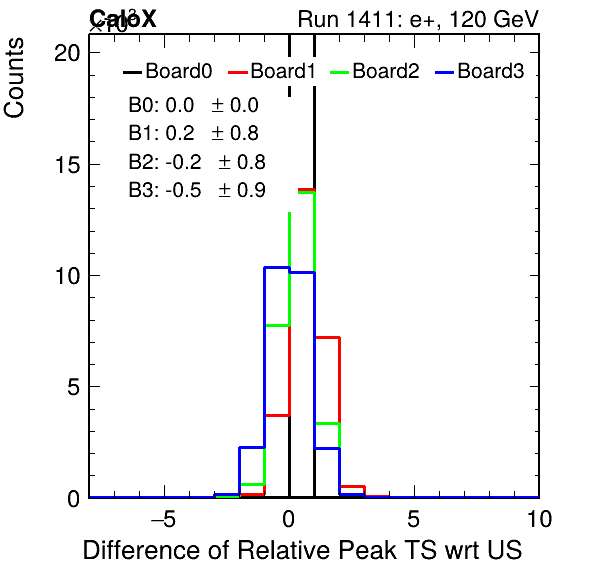 CaloX Run 1411: e+, 120 GeV
×10³
Counts
Board0 Board1 Board2 Board3
B0: 0.0 ± 0.0
B1: 0.2 ± 0.8
B2: -0.2 ± 0.8
B3: -0.5 ± 0.9
20
15
10
5
0
−5 0 5 10
Difference of Relative Peak TS wrt US